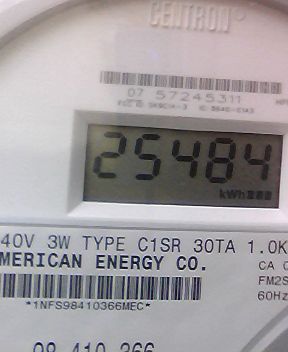 CENTRON®
07 57245311
25484
kWh
40V 3W TYPE C1SR 30TA 1.0K
MERICAN ENERGY CO.
CA 0
FM2S
60Hz
*1NFS98410366MEC*
98 410 366